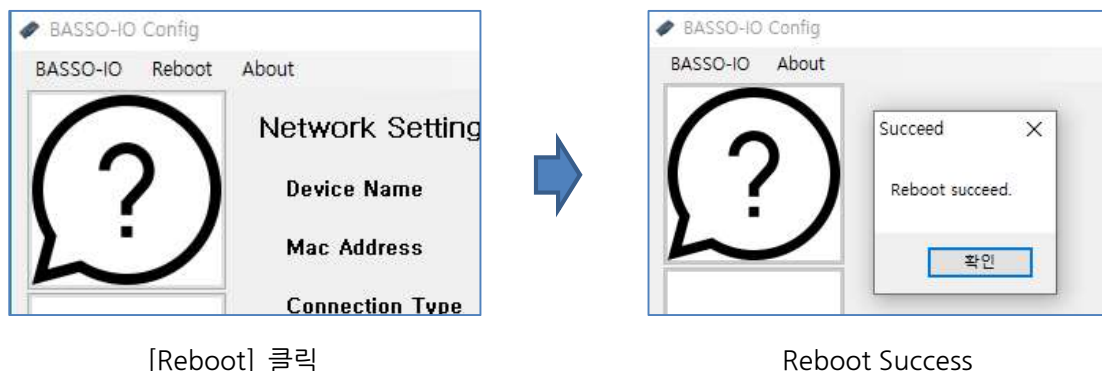 BASSO-IO Config
BASSO-IO Reboot About
Network Setting
Device Name
Mac Address
Connection Type
[Reboot] 클릭
BASSO-IO Config
BASSO-IO About
Succeed
Reboot succeed.
확인
Reboot Success